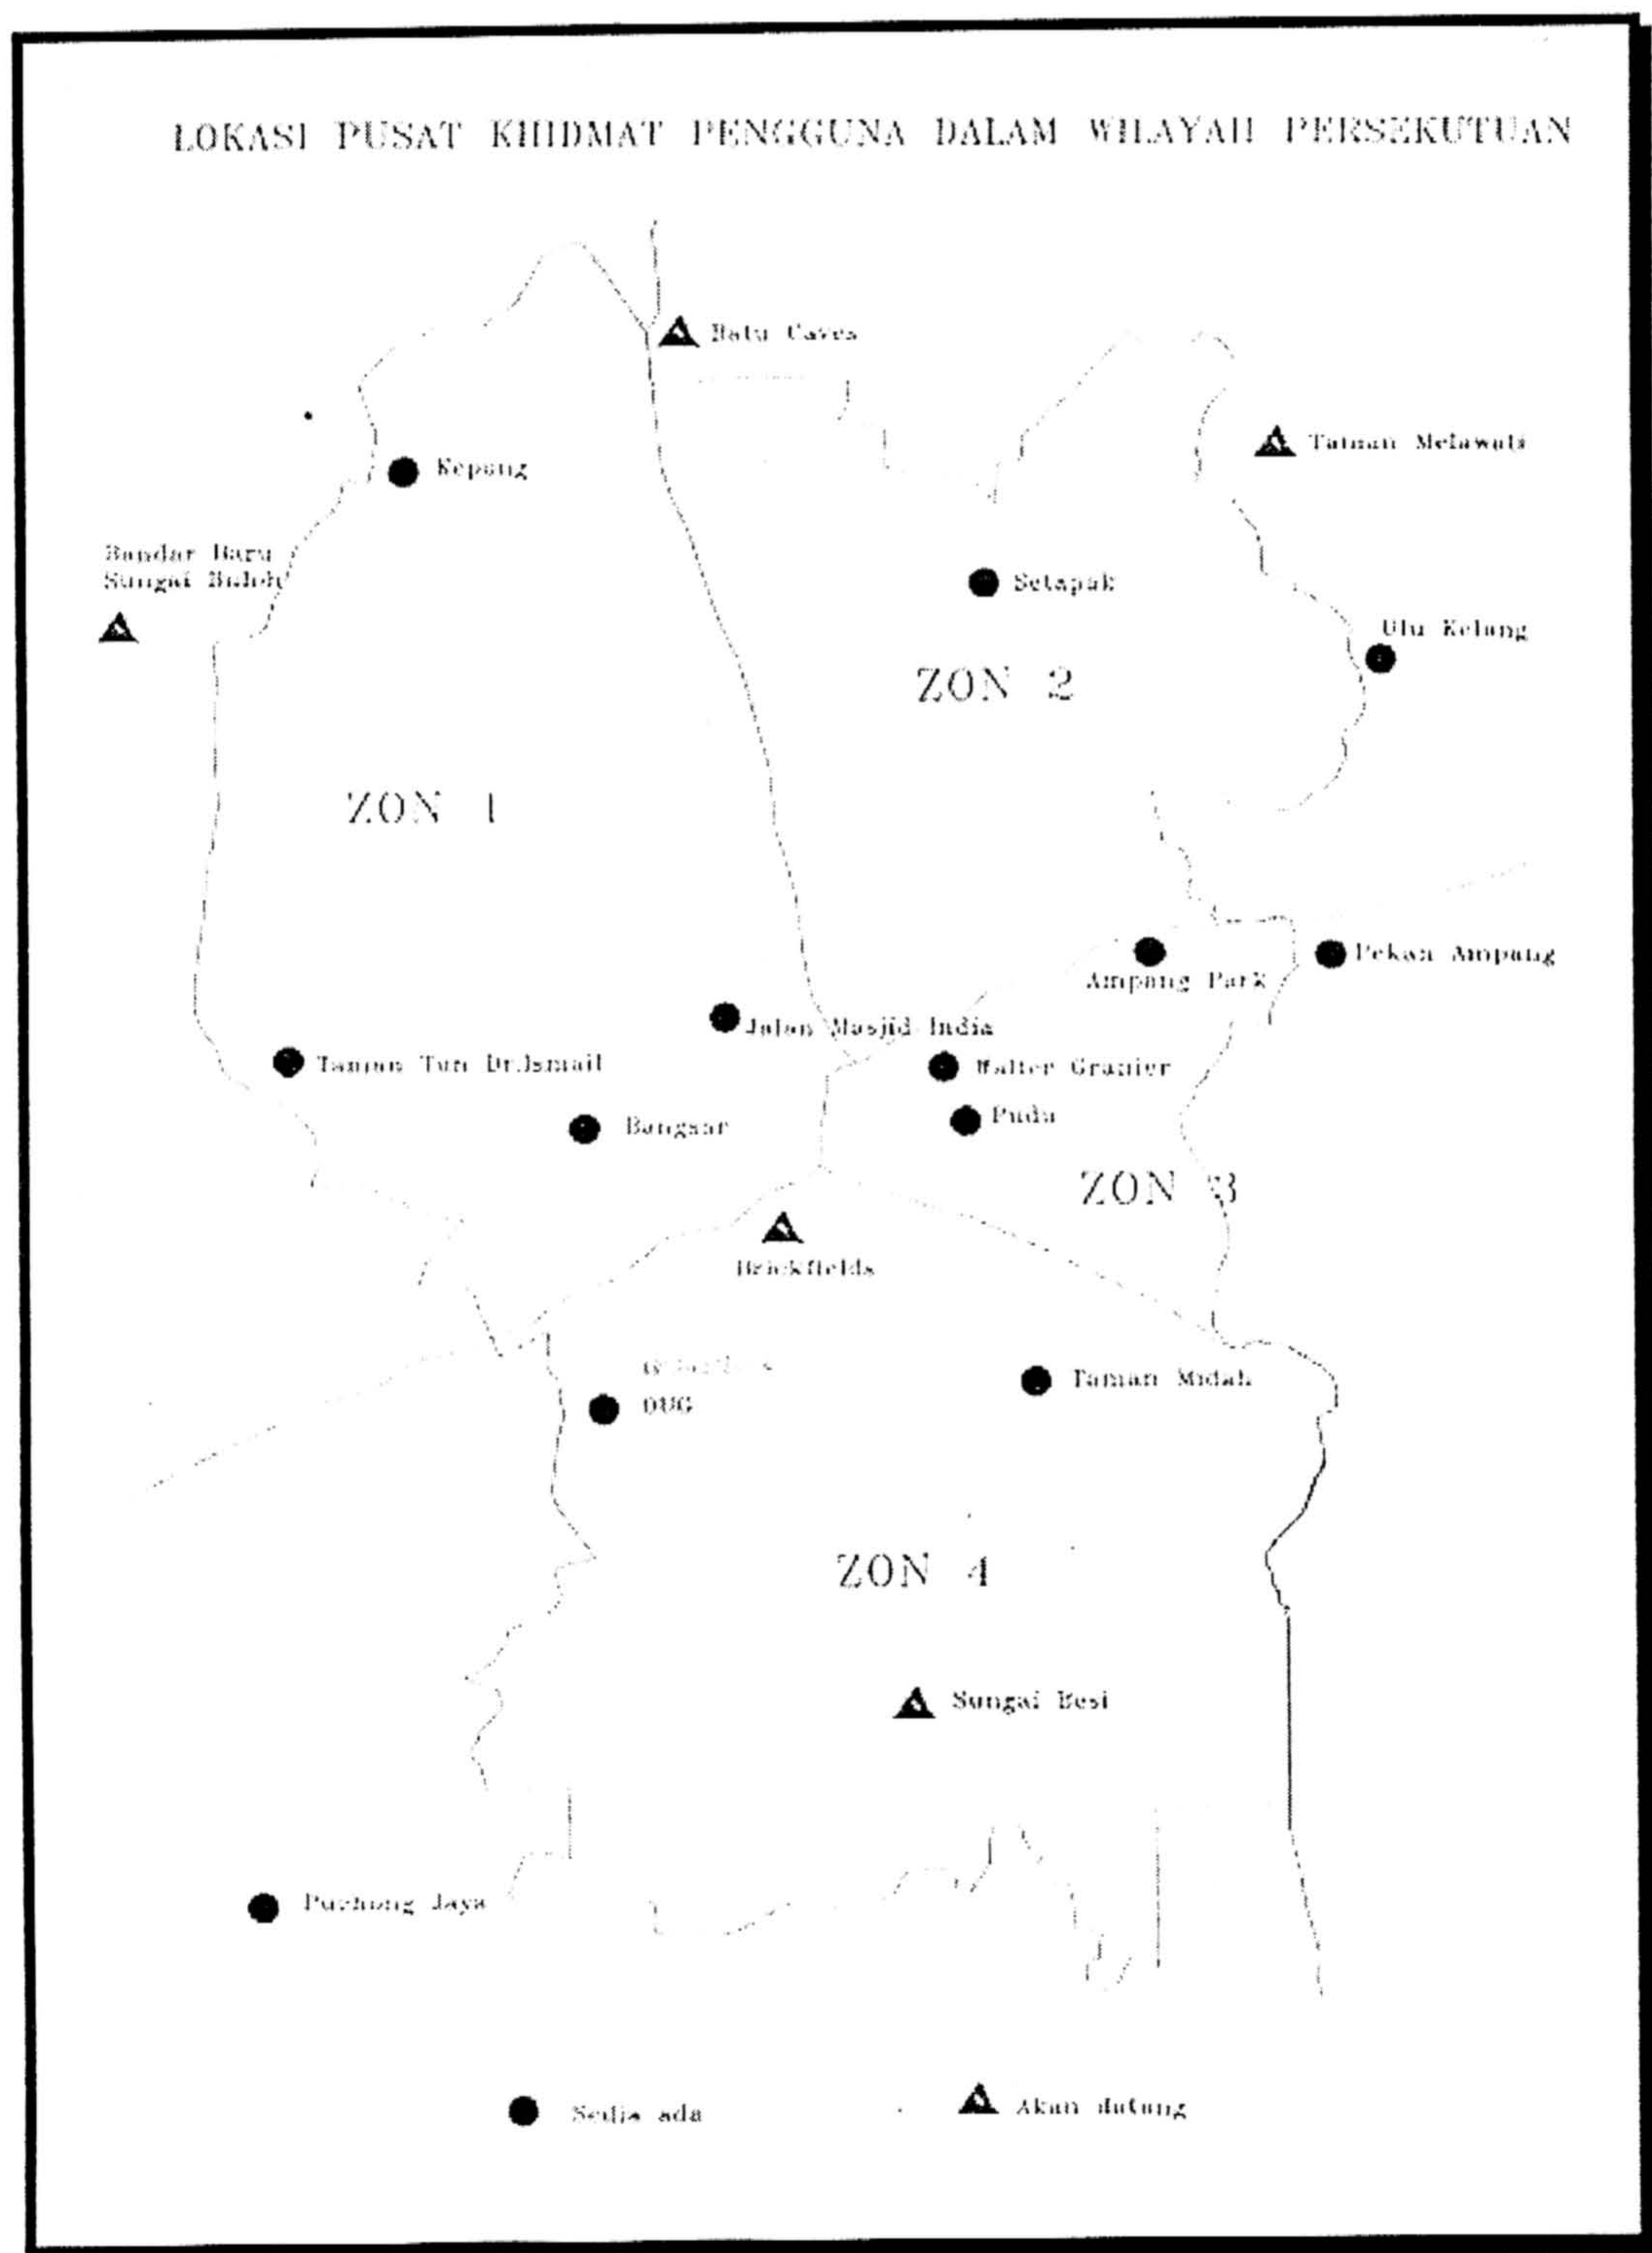 LOKASI PUSAT KHIDMAT PENGGUNA DALAM WILAYAH PERSEKUTUAN
Batu Caves
Taman Melawati
Kepong
Bandar Baru
Sungai Buloh
Setapak
Ulu Kelang
ZON 2
ZON 1
Pekan Ampang
Ampang Park
Jalan Masjid India
Taman Tun Dr.Ismail
Walter Granier
Pudu
Bangsar
ZON 3
Brickfields
Taman Midah
OUG
ZON 4
Sungai Besi
Puchong Jaya
Sedia ada
Akan datang